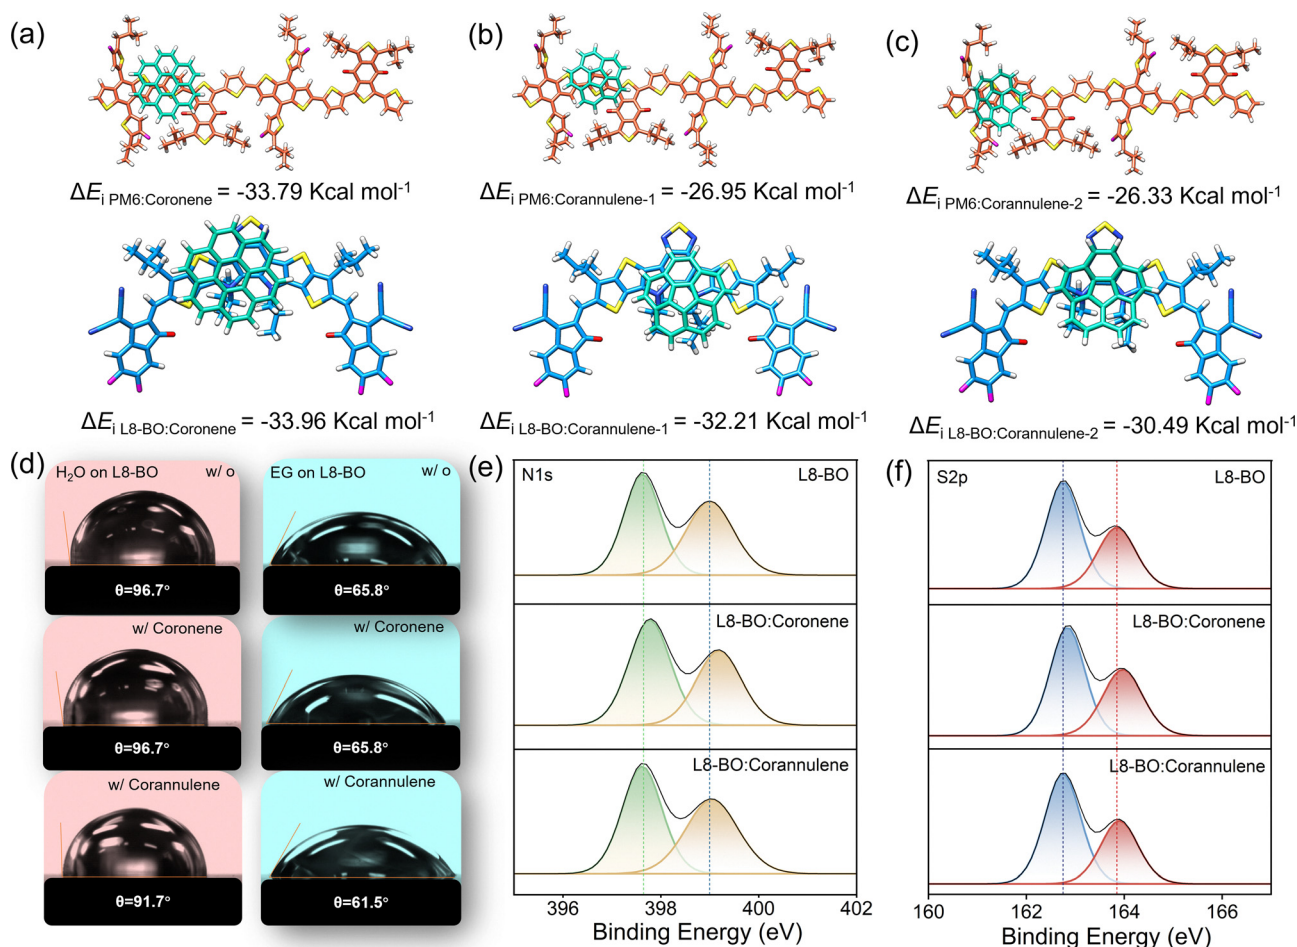 (a)
(b)
(c)
ΔEi PM6:Coronene = -33.79 Kcal mol-1
ΔEi PM6:Corannulene-1 = -26.95 Kcal mol-1
ΔEi PM6:Corannulene-2 = -26.33 Kcal mol-1
ΔEi L8-BO:Coronene = -33.96 Kcal mol-1
ΔEi L8-BO:Corannulene-1 = -32.21 Kcal mol-1
ΔEi L8-BO:Corannulene-2 = -30.49 Kcal mol-1
(d)
H2O on L8-BO w/ o
θ=96.7°
EG on L8-BO w/ o
θ=65.8°
w/ Coronene
θ=96.7°
w/ Coronene
θ=65.8°
w/ Corannulene
θ=91.7°
w/ Corannulene
θ=61.5°
(e)
N1s
L8-BO
L8-BO:Coronene
L8-BO:Corannulene
396 398 400 402
Binding Energy (eV)
(f)
S2p
L8-BO
L8-BO:Coronene
L8-BO:Corannulene
160 162 164 166
Binding Energy (eV)